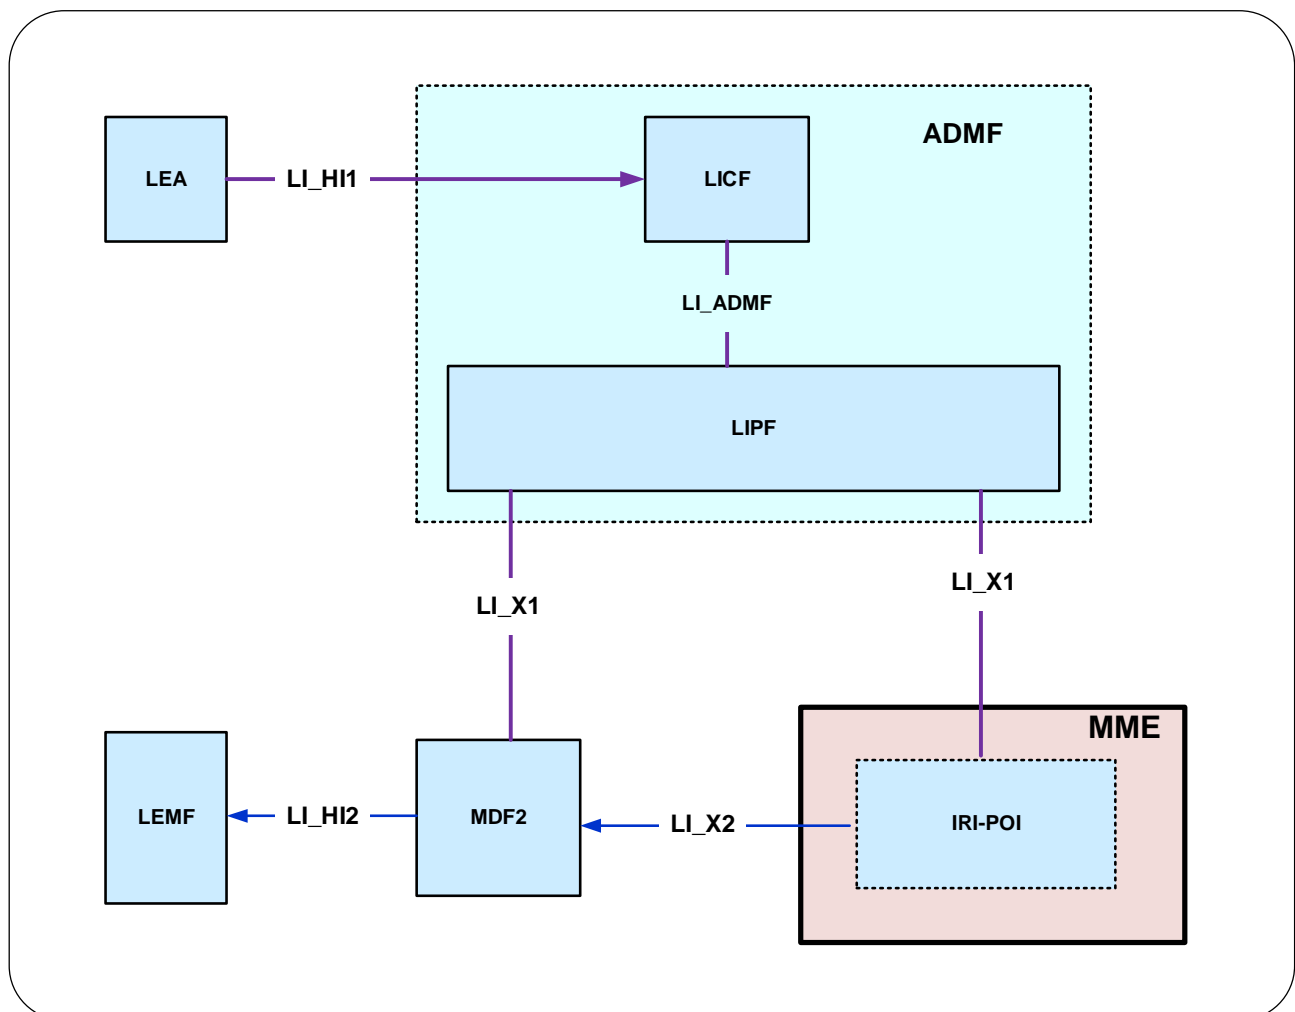 ADMF
LEA
LI_HI1
LICF
LI_ADMF
LIPF
LI_X1
LI_X1
MME
LEMF
LI_HI2
MDF2
LI_X2
IRI-POI